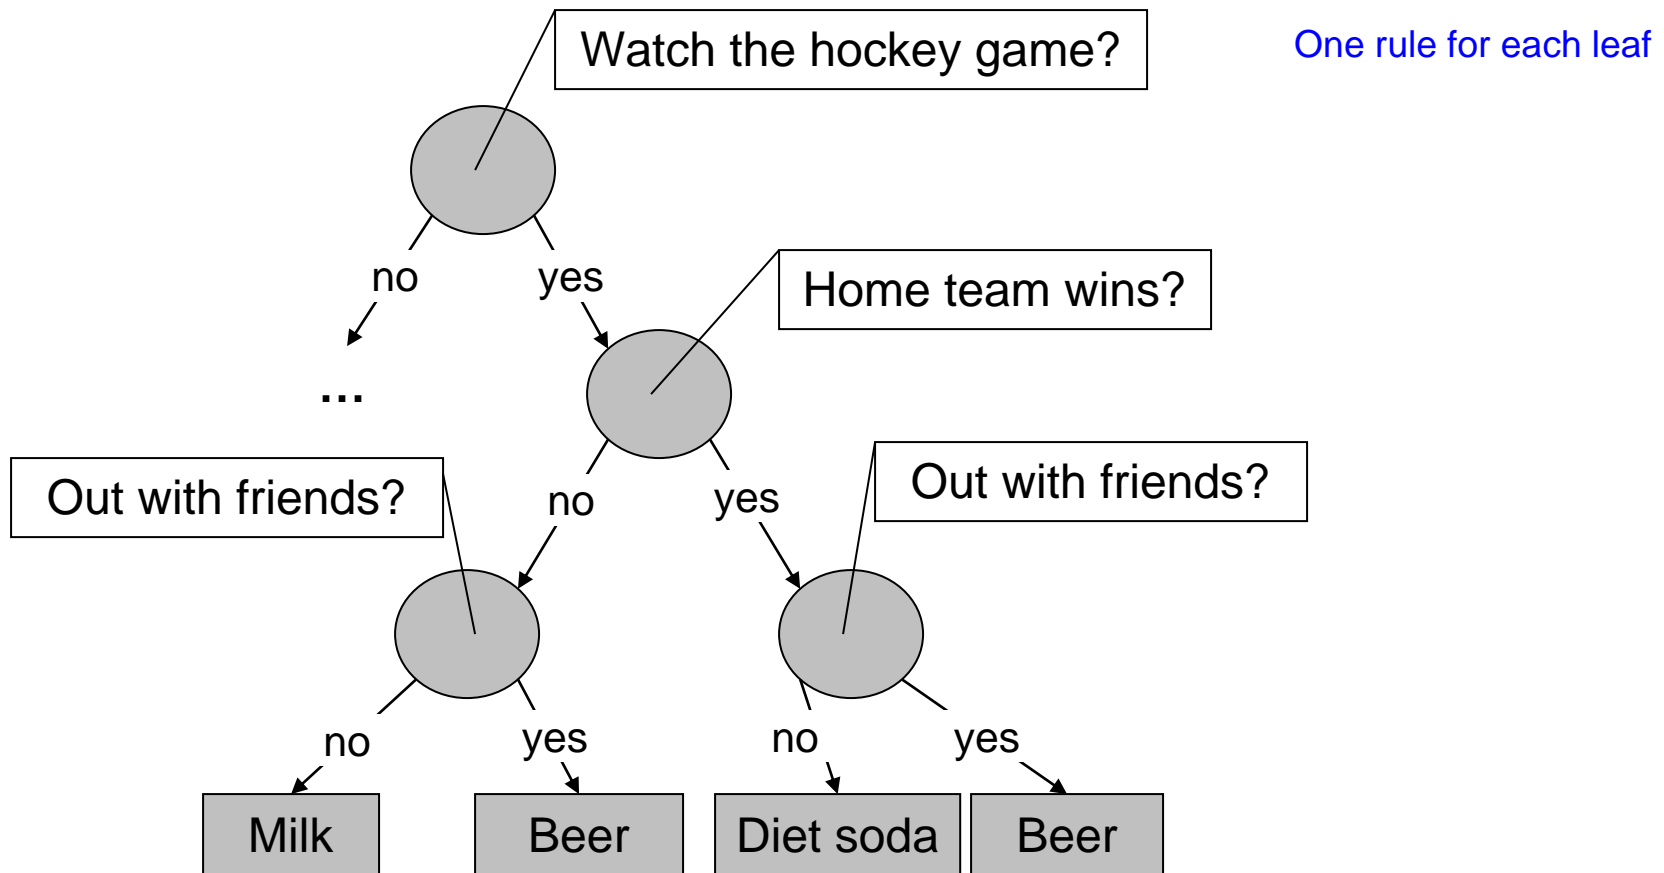 Watch the hockey game?
One rule for each leaf
no
yes
Home team wins?
...
Out with friends?
no
yes
Out with friends?
no
yes
no
yes
Milk
Beer
Diet soda
Beer